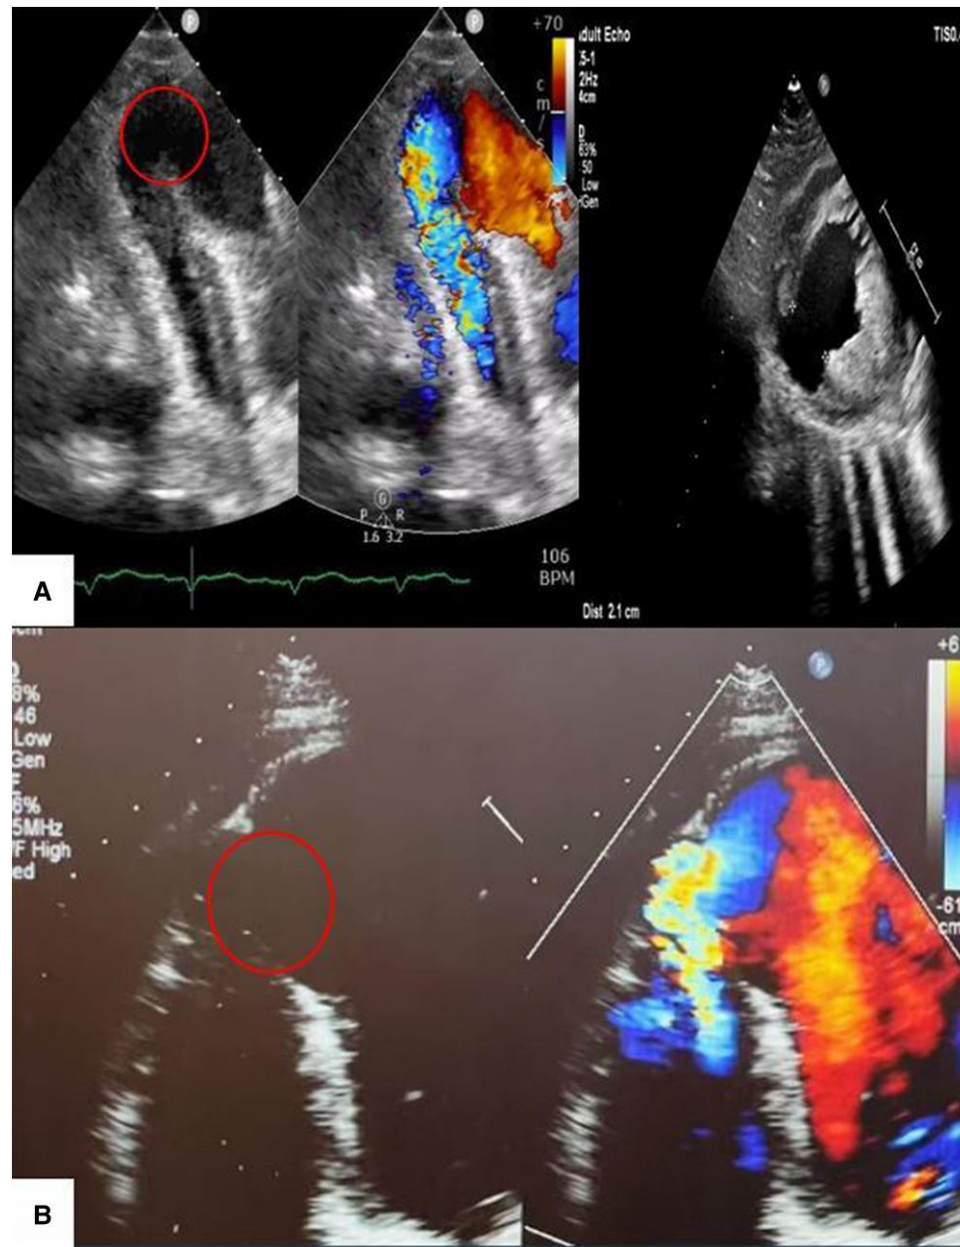 P
P
+70
c
m
/
s
dult Echo
5-1
2Hz
4cm
D
63%
50
Low
Gen
TIS0.
P
G
P R
1.6 3.2
106
BPM
Dist 2.1 cm
A
8%
46
Low
Gen
6%
5MHz
F High
ed
P
+6
-61
cm
B